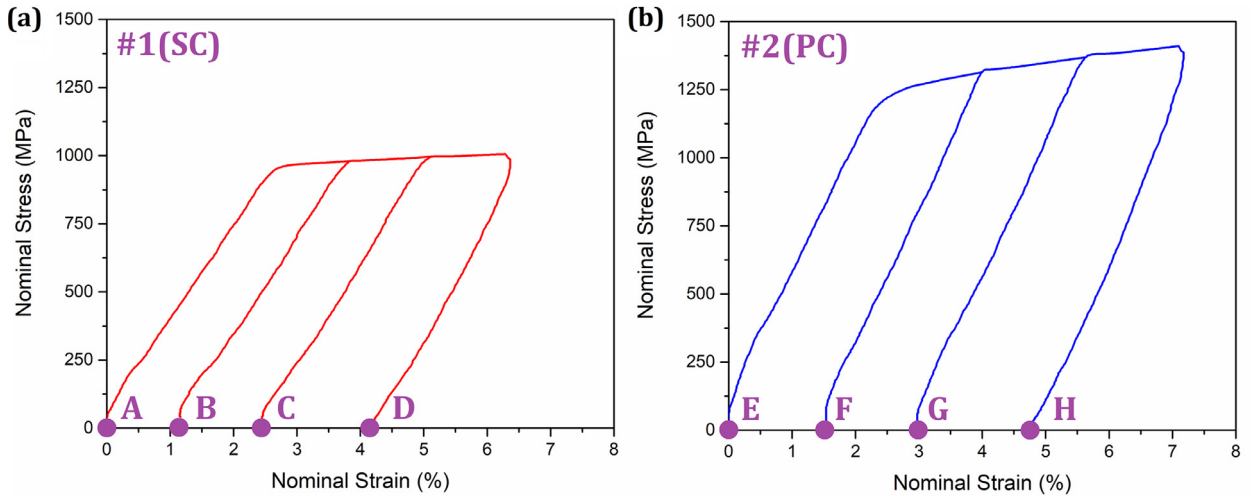 (a)
#1(SC)
Nominal Stress (MPa)
1500
1250
1000
750
500
250
0
A
B
C
D
0 1 2 3 4 5 6 7 8
Nominal Strain (%)
(b)
#2(PC)
Nominal Stress (MPa)
1500
1250
1000
750
500
250
0
E
F
G
H
0 1 2 3 4 5 6 7 8
Nominal Strain (%)